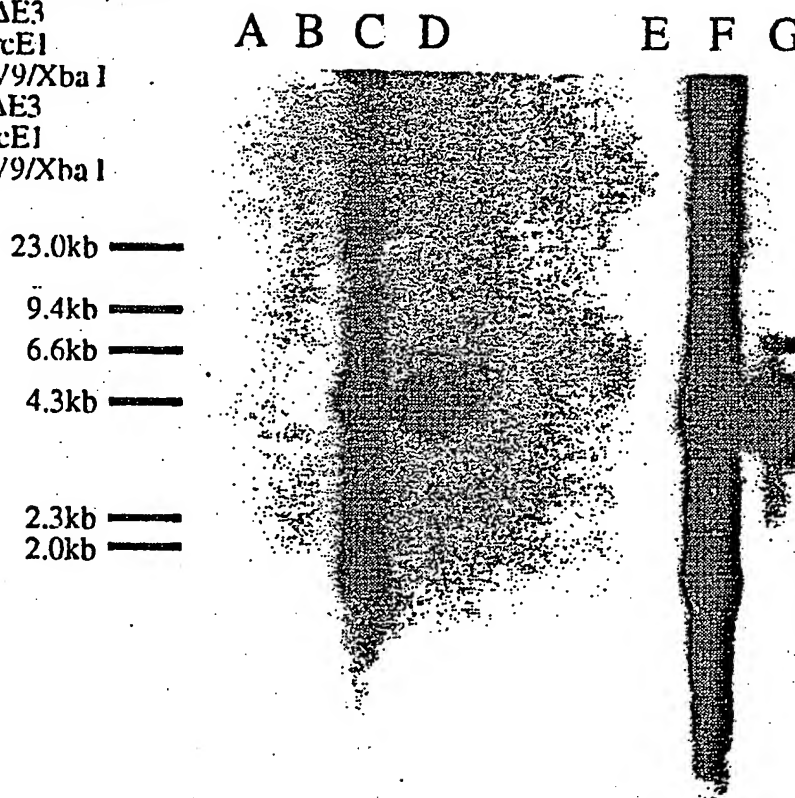 ΔE3
cE1
/9/Xba I
ΔE3
cE1
/9/Xba I
A B C D E F G
23.0kb
9.4kb
6.6kb
4.3kb
2.3kb
2.0kb